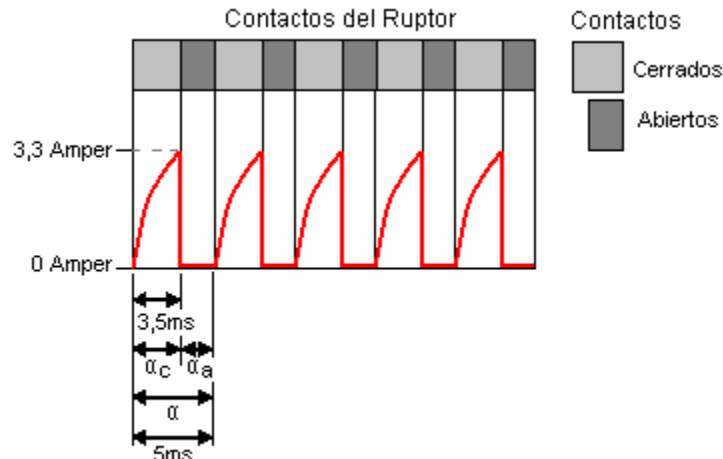 Contactos del Ruptor
Contactos
Cerrados
Abiertos
3,3 Amper
0 Amper
3,5ms
αc αa
α
5ms